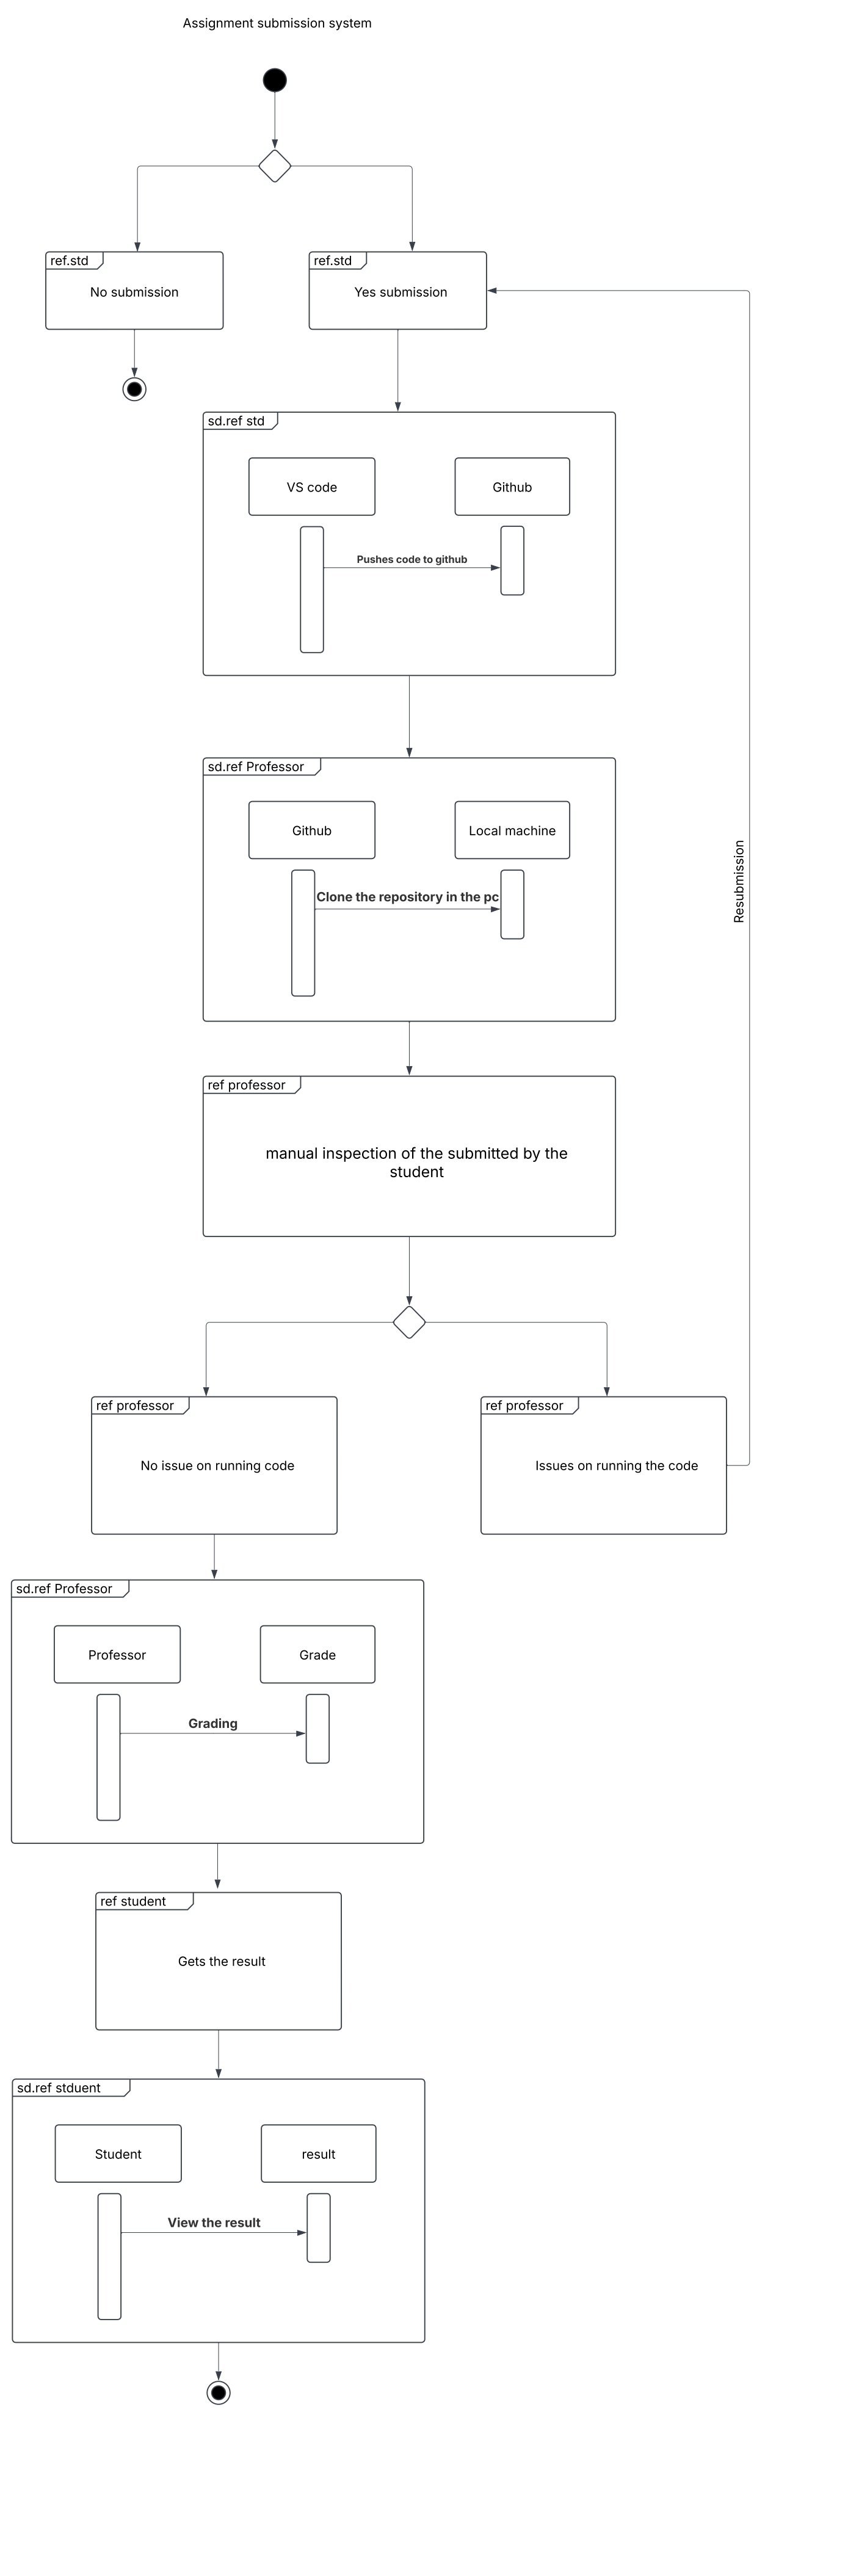 Assignment submission system
ref.std
No submission
ref.std
Yes submission
sd.ref std
VS code
Github
Pushes code to github
sd.ref Professor
Github
Local machine
Clone the repository in the pc
Resubmission
ref professor
manual inspection of the submitted by the
student
ref professor
No issue on running code
ref professor
Issues on running the code
sd.ref Professor
Professor
Grade
Grading
ref student
Gets the result
sd.ref stduent
Student
result
View the result